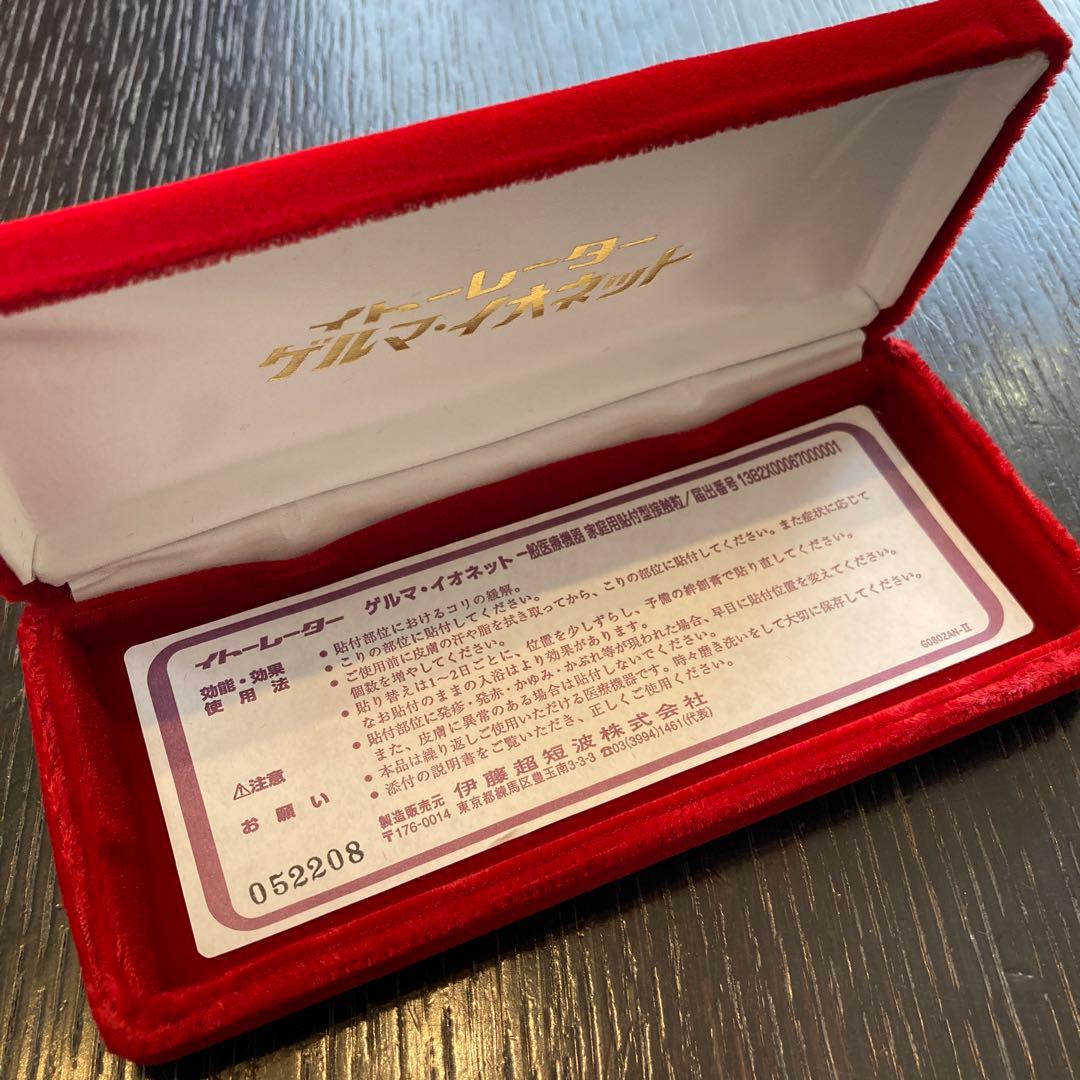 イトーレーター
ゲルマ・イオネット
イトーレーター ゲルマ・イオネット 一般医療機器 家庭用貼付型接触粒/届出番号13B2X00067000001
効能・効果 ●貼付部位におけるコリの緩解。
使用法 ●こりの部位に貼付してください。
●ご使用前に皮膚の汗や脂を拭き取ってから、こりの部位に貼付してください。また症状に応じて
個数を増やしてください。
●貼り替えは1〜2日ごとに、位置を少しずらし、予備の絆創膏で貼り直してください。
なお貼付のままの入浴はより効果があります。
⚠注意 ●貼付部位に発疹・発赤・かゆみ・かぶれ等が現われた場合、早目に貼付位置を変えてください。
また、皮膚に異常のある場合は貼付しないでください。
お願い ●本品は繰り返しご使用いただける医療機器です。時々磨き洗いをして大切に保存してください。
●添付の説明書をご覧いただき、正しくご使用ください。
製造販売元 伊藤超短波株式会社
〒176-0014 東京都練馬区豊玉南3-3-3 ☎03(3994)1461(代表)
052208
G0802AN-II